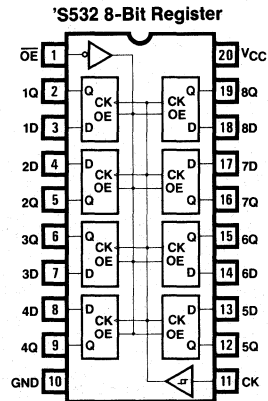 'S532 8-Bit Register
OE 1 20 VCC
1Q 2 Q CK Q 19 8Q
1D 3 D OE CK OE D 18 8D
2D 4 D CK D 17 7D
2Q 5 Q OE CK OE Q 16 7Q
3Q 6 Q CK Q 15 6Q
3D 7 D OE CK OE D 14 6D
4D 8 D CK D 13 5D
4Q 9 Q OE CK OE Q 12 5Q
GND 10 11 CK